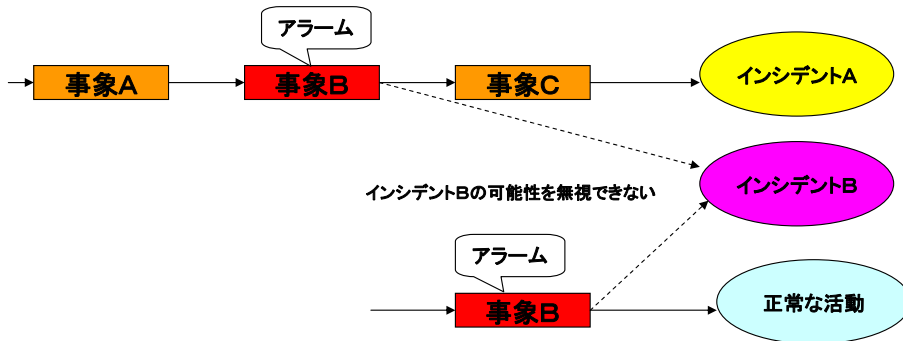 アラーム
事象A
事象B
事象C
インシデントA
インシデントB
インシデントBの可能性を無視できない
アラーム
事象B
正常な活動